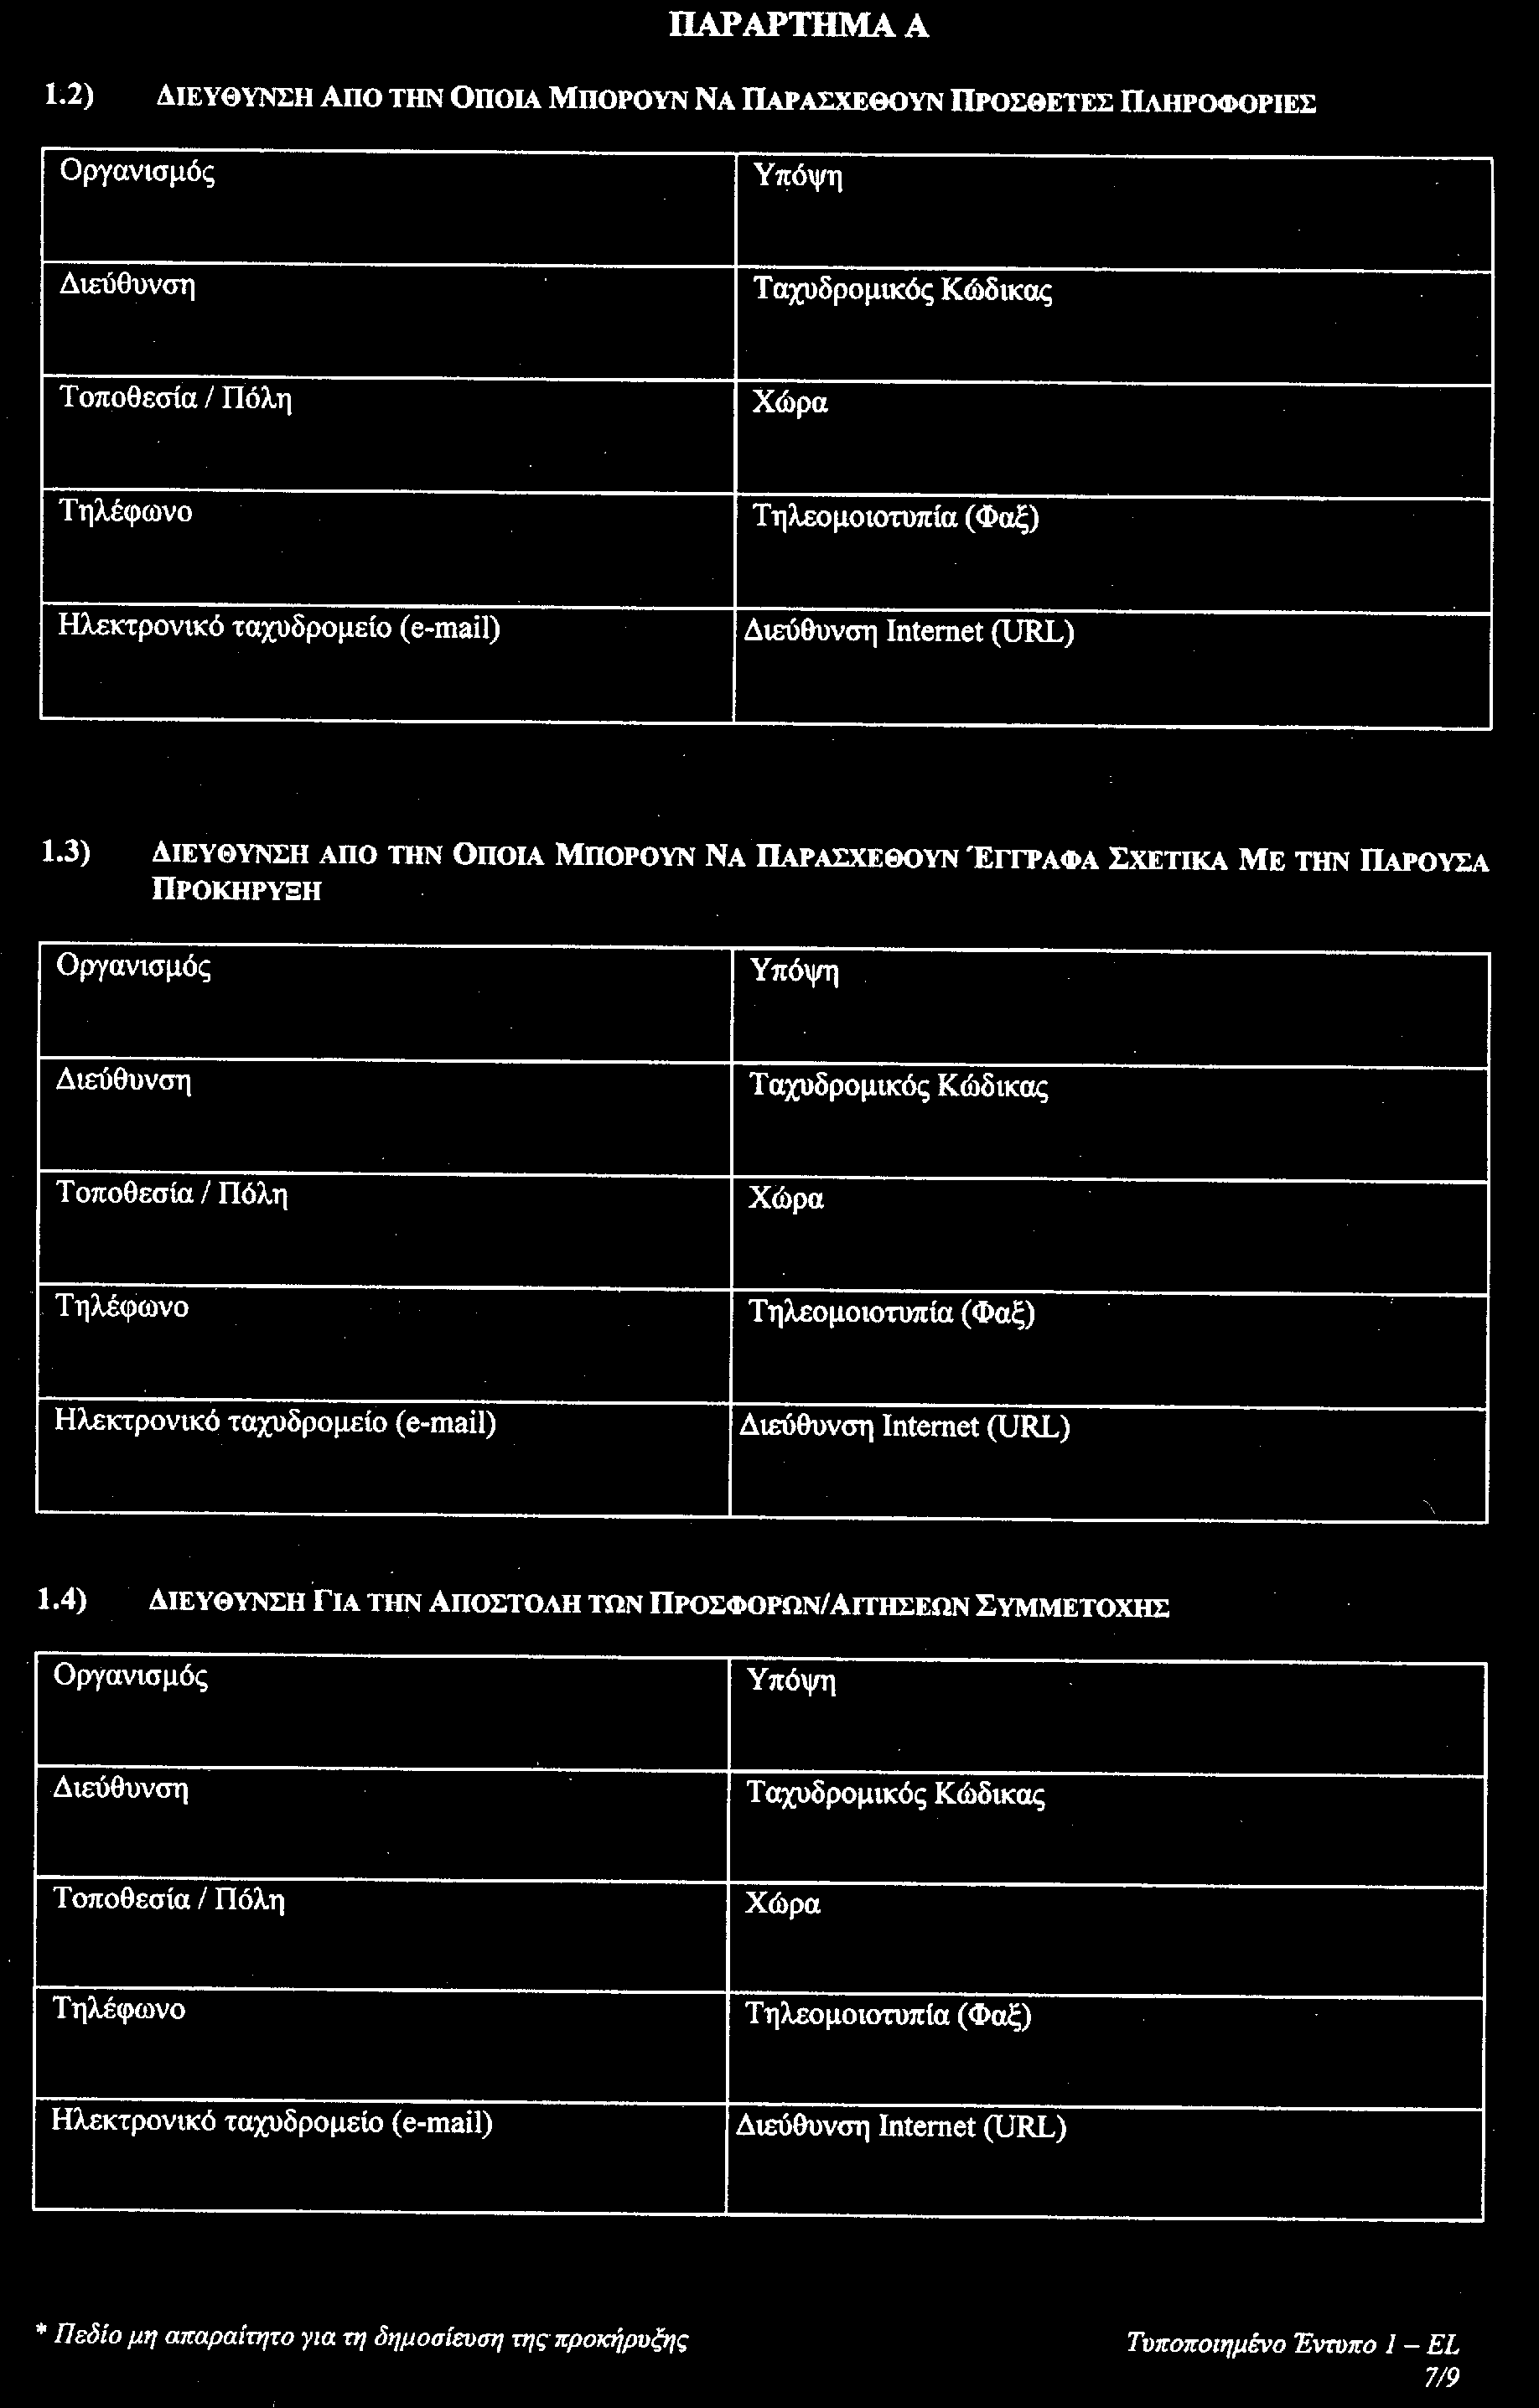 ΠΑΡΑΡΤΗΜΑ Α
1.2) ΔΙΕΥΘΥΝΣΗ ΑΠΟ ΤΗΝ ΟΠΟΙΑ ΜΠΟΡΟΥΝ ΝΑ ΠΑΡΑΣΧΕΘΟΥΝ ΠΡΟΣΘΕΤΕΣ ΠΛΗΡΟΦΟΡΙΕΣ
Οργανισμός Υπόψη
Διεύθυνση Ταχυδρομικός Κώδικας
Τοποθεσία / Πόλη Χώρα
Τηλέφωνο Τηλεομοιοτυπία (Φαξ)
Ηλεκτρονικό ταχυδρομείο (e-mail) Διεύθυνση Internet (URL)
1.3) ΔΙΕΥΘΥΝΣΗ ΑΠΟ ΤΗΝ ΟΠΟΙΑ ΜΠΟΡΟΥΝ ΝΑ ΠΑΡΑΣΧΕΘΟΥΝ ΈΓΓΡΑΦΑ ΣΧΕΤΙΚΑ ΜΕ ΤΗΝ ΠΑΡΟΥΣΑ
ΠΡΟΚΗΡΥΞΗ
Οργανισμός Υπόψη
Διεύθυνση Ταχυδρομικός Κώδικας
Τοποθεσία / Πόλη Χώρα
Τηλέφωνο Τηλεομοιοτυπία (Φαξ)
Ηλεκτρονικό ταχυδρομείο (e-mail) Διεύθυνση Internet (URL)
1.4) ΔΙΕΥΘΥΝΣΗ ΓΙΑ ΤΗΝ ΑΠΟΣΤΟΛΗ ΤΩΝ ΠΡΟΣΦΟΡΩΝ/ΑΙΤΗΣΕΩΝ ΣΥΜΜΕΤΟΧΗΣ
Οργανισμός Υπόψη
Διεύθυνση Ταχυδρομικός Κώδικας
Τοποθεσία / Πόλη Χώρα
Τηλέφωνο Τηλεομοιοτυπία (Φαξ)
Ηλεκτρονικό ταχυδρομείο (e-mail) Διεύθυνση Internet (URL)
* Πεδίο μη απαραίτητο για τη δημοσίευση της προκήρυξης Τυποποιημένο Έντυπο 1 – EL
7/9